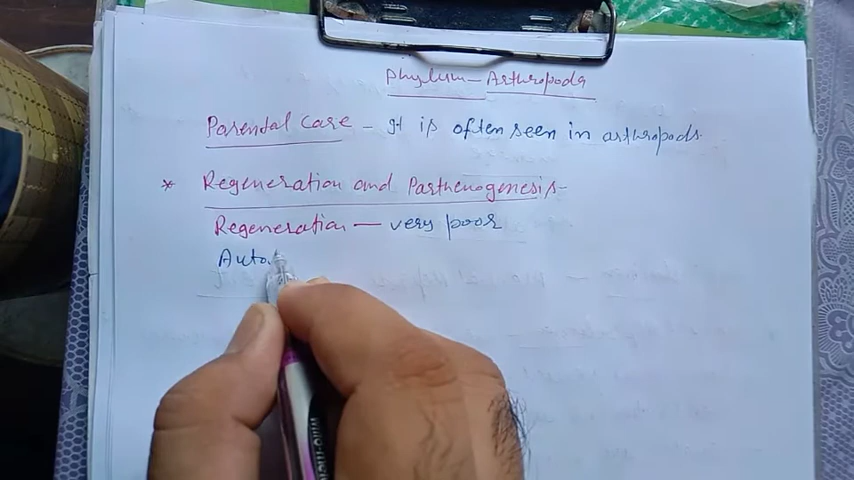 Phylum - Arthropoda
Parental Care - It is often seen in arthropods.
* Regeneration and Parthenogenesis-
Regeneration — very poor
Auto